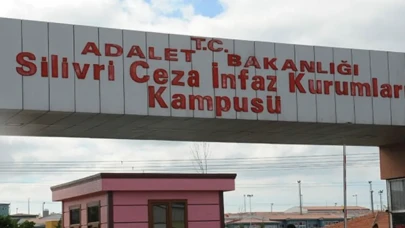 T.C.
ADALET BAKANLIĞI
Silivri Ceza İnfaz Kurumları
Kampüsü